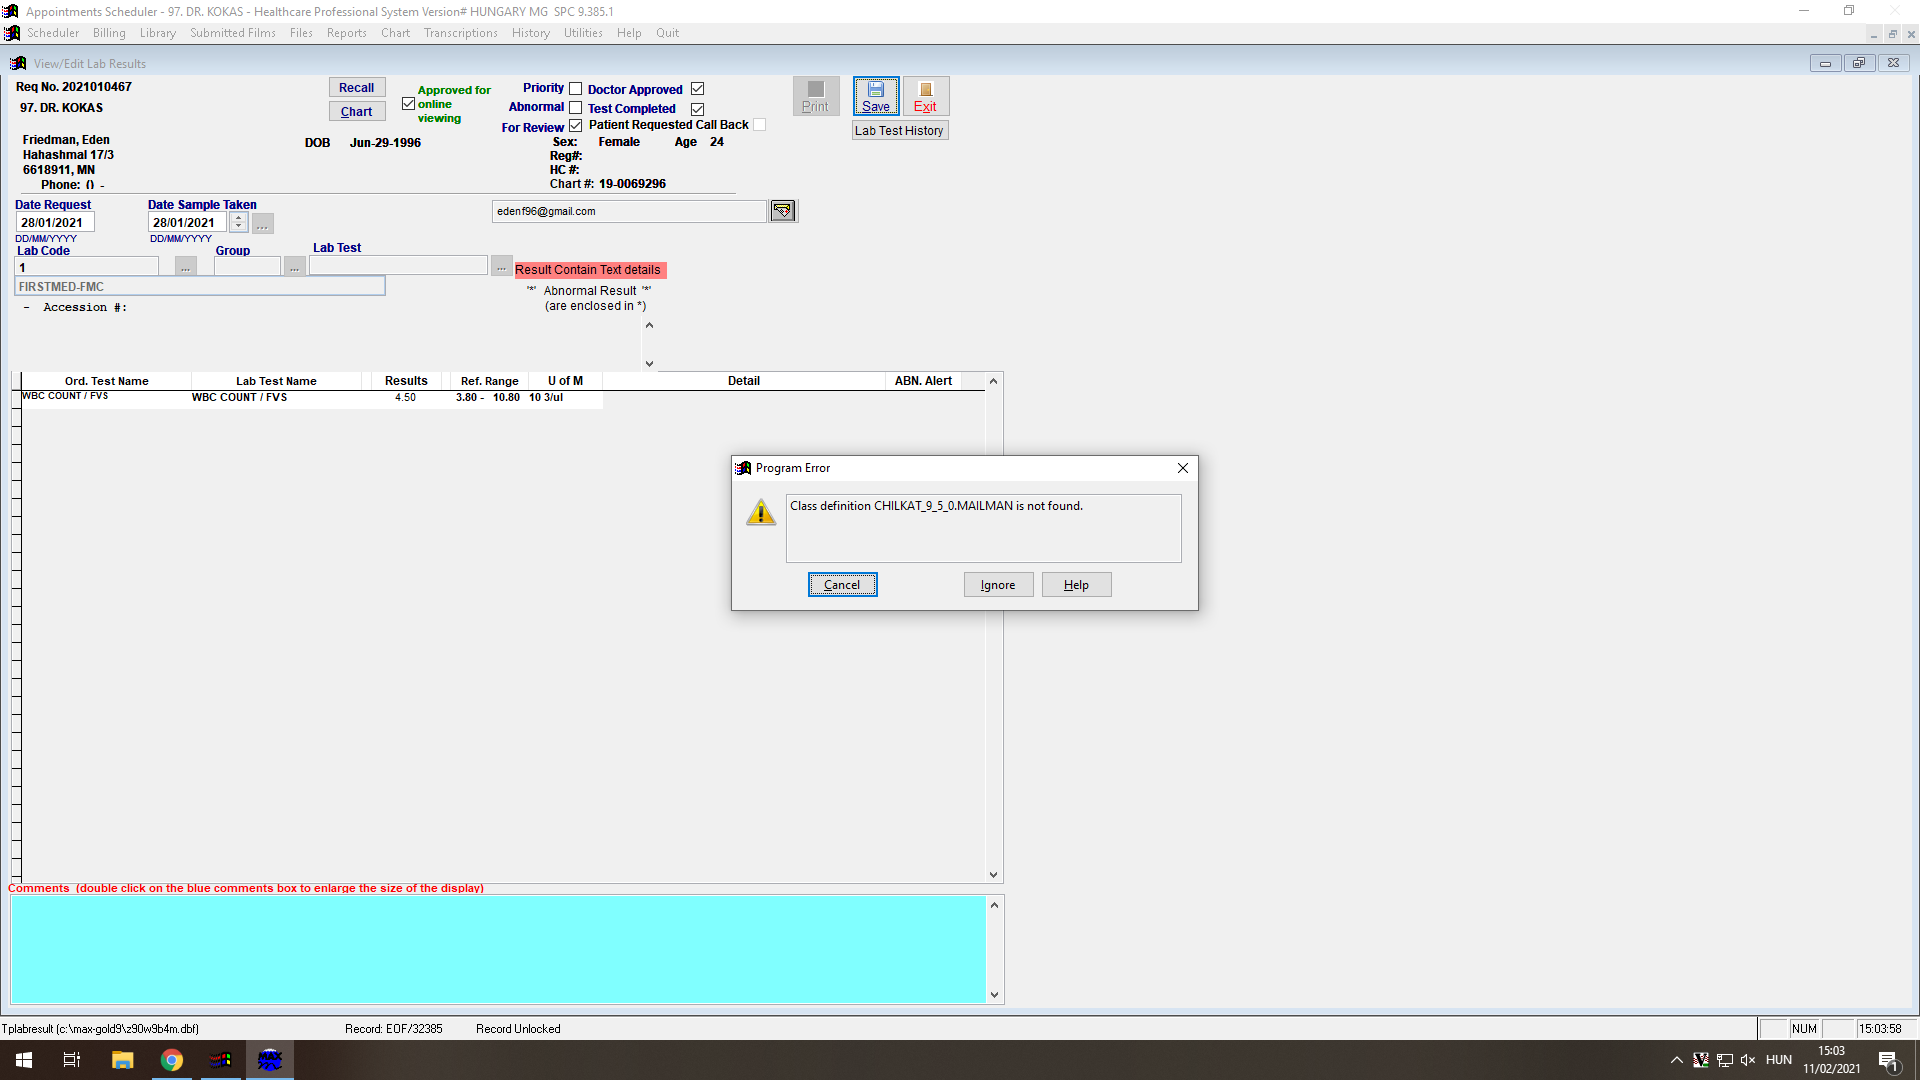 Appointments Scheduler - 97. DR. KOKAS - Healthcare Professional System Version# HUNGARY MG  SPC 9.385.1
Scheduler Billing Library Submitted Films Files Reports Chart Transcriptions History Utilities Help Quit
View/Edit Lab Results
Req No. 2021010467
97. DR. KOKAS
Recall
Chart
Approved for
online
viewing
Priority
Doctor Approved
Abnormal
Test Completed
For Review
Patient Requested Call Back
Print
Save
Exit
Lab Test History
Friedman, Eden
Hahashmal 17/3
6618911, MN
Phone: () -
DOB Jun-29-1996
Sex: Female Age 24
Reg#:
HC #:
Chart #: 19-0069296
Date Request
28/01/2021
DD/MM/YYYY
Date Sample Taken
28/01/2021
...
DD/MM/YYYY
edenf96@gmail.com
Lab Code
1
...
Group
...
Lab Test
...
FIRSTMED-FMC
Result Contain Text details
'*' Abnormal Result '*'
(are enclosed in *)
- Accession #:
Ord. Test Name Lab Test Name Results Ref. Range U of M Detail ABN. Alert
WBC COUNT / FVS WBC COUNT / FVS 4.50 3.80 - 10.80 10 3/ul
Program Error
Class definition CHILKAT_9_5_0.MAILMAN is not found.
Cancel Ignore Help
Comments (double click on the blue comments box to enlarge the size of the display)
Tplabresult (c:\max-gold9\z90w9b4m.dbf) Record: EOF/32385 Record Unlocked NUM 15:03:58
MAX
HUN
15:03
11/02/2021
1